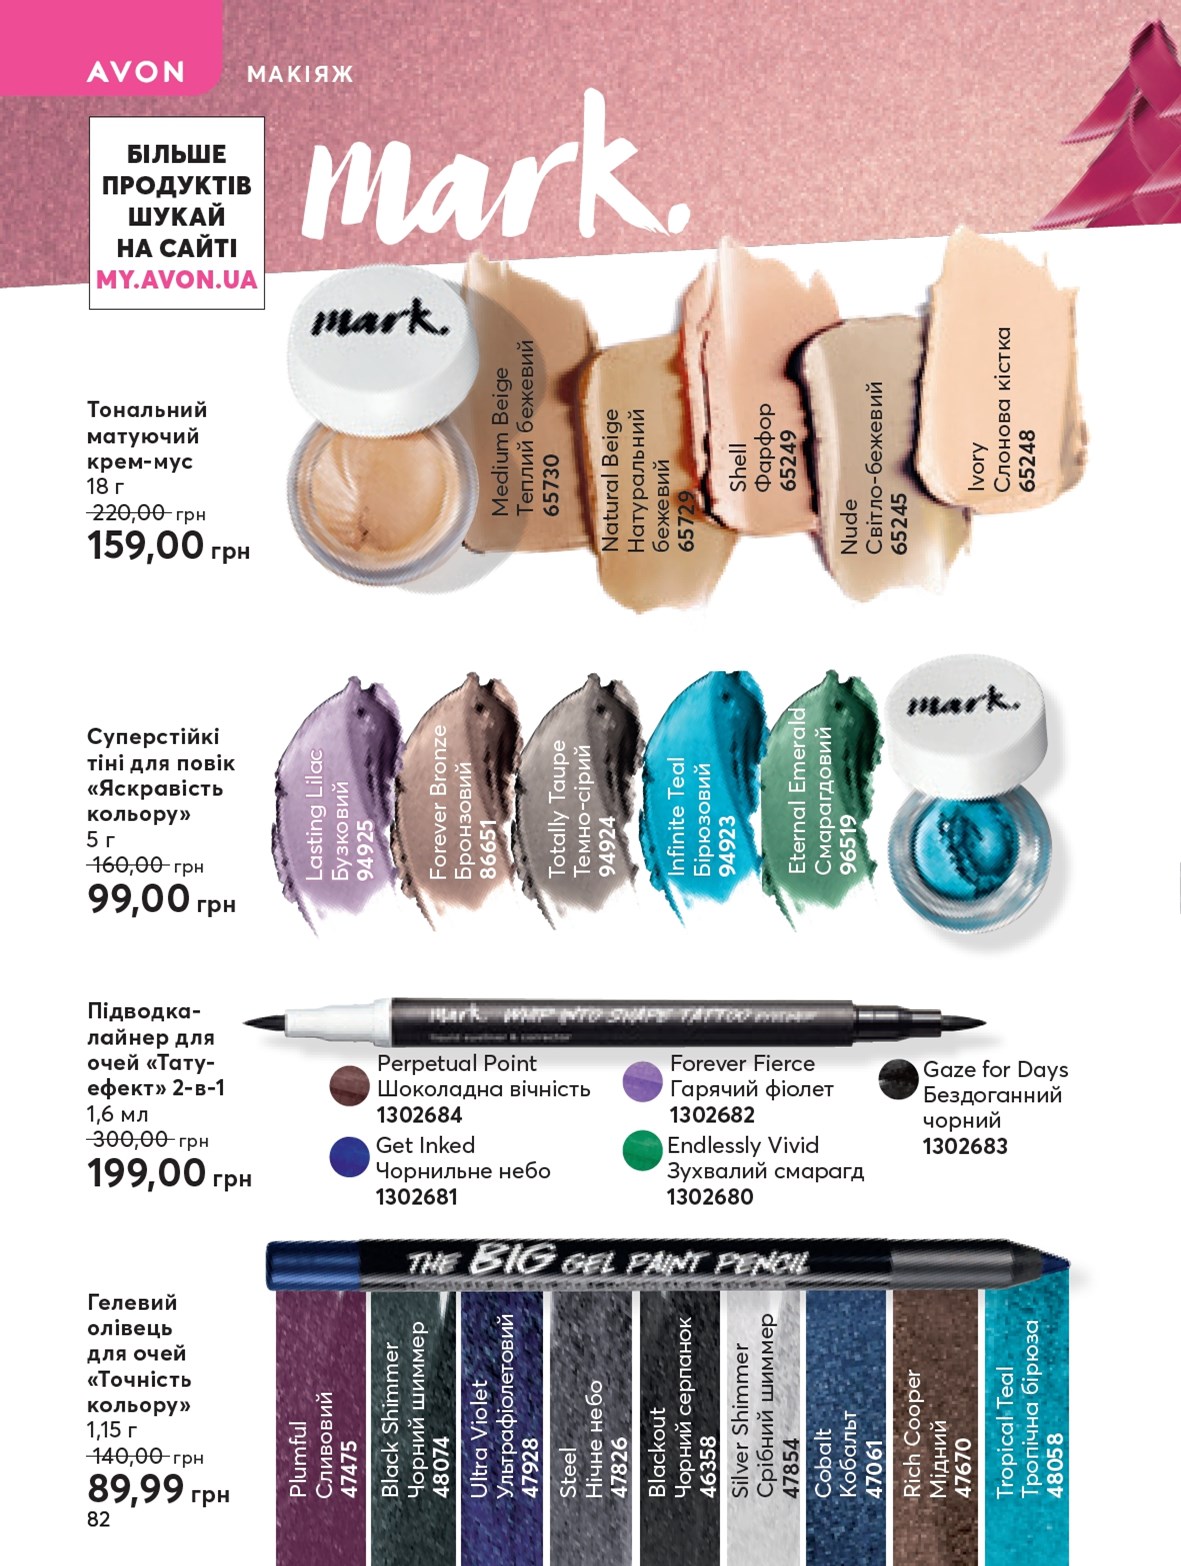 AVON
МАКІЯЖ
БІЛЬШЕ
ПРОДУКТІВ
ШУКАЙ
НА САЙТІ
MY.AVON.UA
mark.
mark.
Тональний
матуючий
крем-мус
18 г
220,00 грн
159,00 грн
Medium Beige
Теплий бежевий
65730
Natural Beige
Натуральний
бежевий
65729
Shell
Фарфор
65249
Nude
Світло-бежевий
65245
Ivory
Слонова кістка
65248
Суперстійкі
тіні для повік
«Яскравість
кольору»
5 г
160,00 грн
99,00 грн
Lasting Lilac
Бузковий
94925
Forever Bronze
Бронзовий
86651
Totally Taupe
Темно-сірий
94924
Infinite Teal
Бірюзовий
94923
Eternal Emerald
Смарагдовий
96519
mark.
Підводка-
лайнер для
очей «Тату-
ефект» 2-в-1
1,6 мл
300,00 грн
199,00 грн
mark. WHIP INTO SHAPE TATTOO
liquid eyeliner & corrector
Perpetual Point
Шоколадна вічність
1302684
Forever Fierce
Гарячий фіолет
1302682
Gaze for Days
Бездоганний
чорний
1302683
Get Inked
Чорнильне небо
1302681
Endlessly Vivid
Зухвалий смарагд
1302680
THE BIG GEL PAINT PENCIL
Гелевий
олівець
для очей
«Точність
кольору»
1,15 г
140,00 грн
89,99 грн
Plumful
Сливовий
47475
Black Shimmer
Чорний шиммер
48074
Ultra Violet
Ультрафіолетовий
47928
Steel
Нічне небо
47826
Blackout
Чорний серпанок
46358
Silver Shimmer
Срібний шиммер
47854
Cobalt
Кобальт
47061
Rich Cooper
Мідний
47670
Tropical Teal
Тропічна бірюза
48058
82